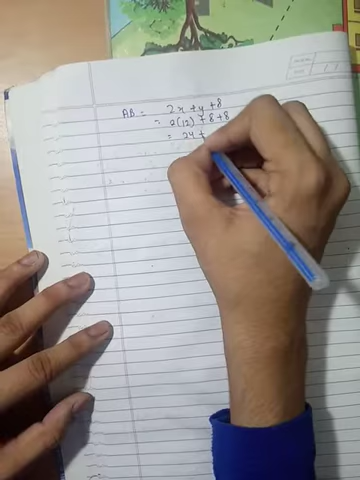 AB = 2x + y + 8
= 2(12) + 8 + 8
= 24 +